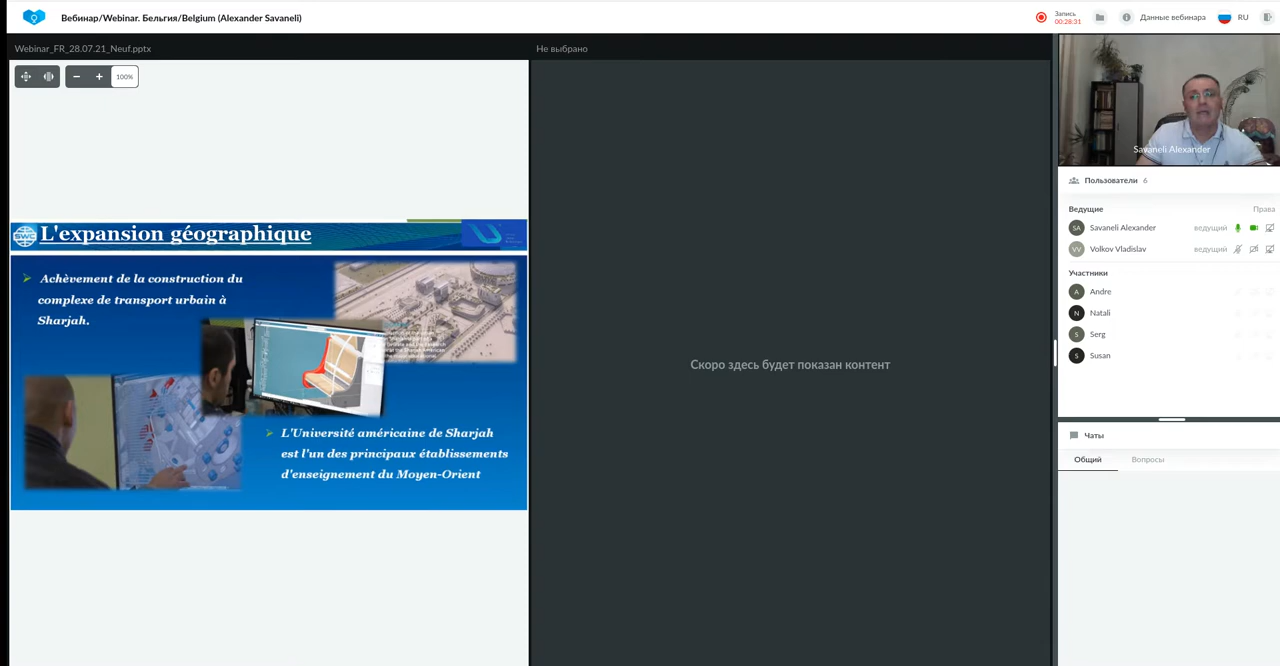 Вебинар/Webinar. Бельгия/Belgium (Alexander Savaneli)
Запись
00:28:31
Данные вебинара
RU
Webinar_FR_28.07.21_Neuf.pptx
Не выбрано
100%
SWC
L'expansion géographique
Achèvement de la construction du
complexe de transport urbain à
Sharjah.
L'Université américaine de Sharjah
est l'un des principaux établissements
d'enseignement du Moyen-Orient
Скоро здесь будет показан контент
Savaneli Alexander
Пользователи 6
Ведущие
Права
SA Savaneli Alexander ведущий
VV Volkov Vladislav ведущий
Участники
A Andre
N Natali
S Serg
S Susan
Чаты
Общий
Вопросы